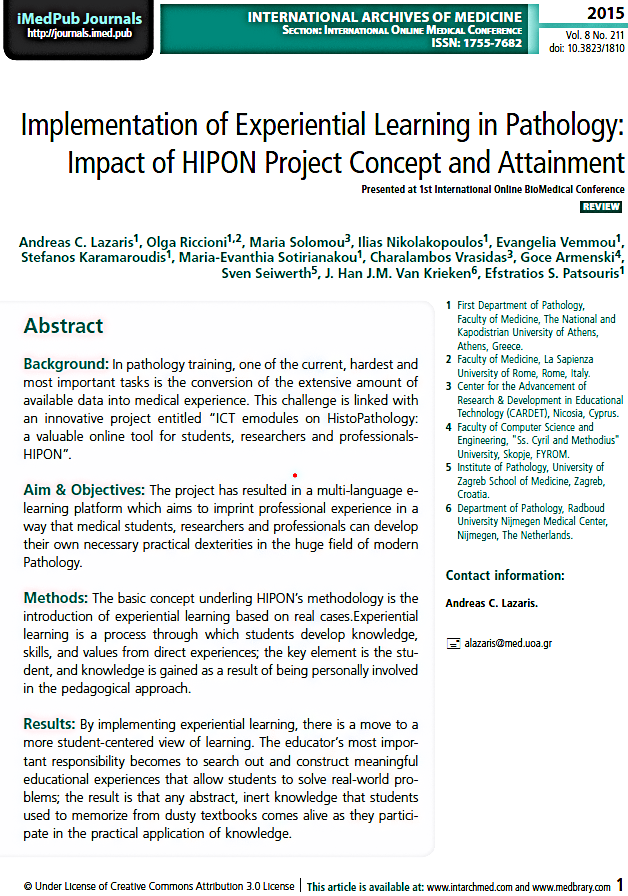 iMedPub Journals
http://journals.imed.pub
INTERNATIONAL ARCHIVES OF MEDICINE
SECTION: INTERNATIONAL ONLINE MEDICAL CONFERENCE
ISSN: 1755-7682
2015
Vol. 8 No. 211
doi: 10.3823/1810
Implementation of Experiential Learning in Pathology:
Impact of HIPON Project Concept and Attainment
Presented at 1st International Online BioMedical Conference
REVIEW
Andreas C. Lazaris1, Olga Riccioni1,2, Maria Solomou3, Ilias Nikolakopoulos1, Evangelia Vemmou1,
Stefanos Karamaroudis1, Maria-Evanthia Sotirianakou1, Charalambos Vrasidas3, Goce Armenski4,
Sven Seiwerth5, J. Han J.M. Van Krieken6, Efstratios S. Patsouris1
Abstract
Background: In pathology training, one of the current, hardest and
most important tasks is the conversion of the extensive amount of
available data into medical experience. This challenge is linked with
an innovative project entitled "ICT emodules on HistoPathology:
a valuable online tool for students, researchers and professionals-
HIPON".
Aim & Objectives: The project has resulted in a multi-language e-
learning platform which aims to imprint professional experience in a
way that medical students, researchers and professionals can develop
their own necessary practical dexterities in the huge field of modern
Pathology.
Methods: The basic concept underling HIPON's methodology is the
introduction of experiential learning based on real cases.Experiential
learning is a process through which students develop knowledge,
skills, and values from direct experiences; the key element is the stu-
dent, and knowledge is gained as a result of being personally involved
in the pedagogical approach.
Results: By implementing experiential learning, there is a move to a
more student-centered view of learning. The educator's most impor-
tant responsibility becomes to search out and construct meaningful
educational experiences that allow students to solve real-world pro-
blems; the result is that any abstract, inert knowledge that students
used to memorize from dusty textbooks comes alive as they partici-
pate in the practical application of knowledge.
1 First Department of Pathology,
Faculty of Medicine, The National and
Kapodistrian University of Athens,
Athens, Greece.
2 Faculty of Medicine, La Sapienza
University of Rome, Rome, Italy.
3 Center for the Advancement of
Research & Development in Educational
Technology (CARDET), Nicosia, Cyprus.
4 Faculty of Computer Science and
Engineering, "Ss. Cyril and Methodius"
University, Skopje, FYROM.
5 Institute of Pathology, University of
Zagreb School of Medicine, Zagreb,
Croatia.
6 Department of Pathology, Radboud
University Nijmegen Medical Center,
Nijmegen, The Netherlands.
Contact information:
Andreas C. Lazaris.
alazaris@med.uoa.gr
© Under License of Creative Commons Attribution 3.0 License | This article is available at: www.intarchmed.com and www.medbrary.com 1